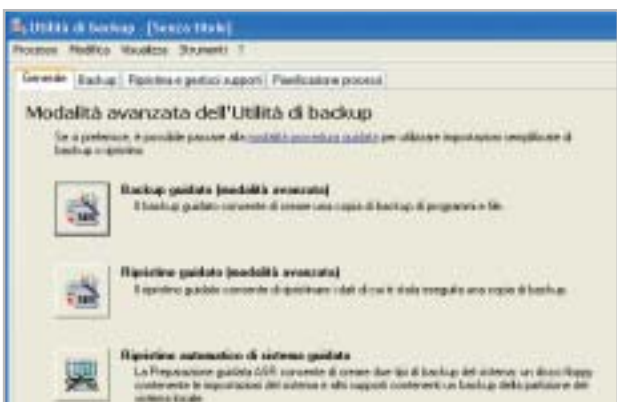 Utilità di backup - [Senza titolo]
Processo Modifica Visualizza Strumenti ?
Generale Backup Ripristina e gestisci supporti Pianificazione processi
Modalità avanzata dell'Utilità di backup
Se si preferisce, è possibile passare alla modalità procedura guidata per utilizzare impostazioni semplificate di
backup o ripristino.
Backup guidato (modalità avanzata)
Il backup guidato consente di creare una copia di backup di programmi e file.
Ripristino guidato (modalità avanzata)
Il ripristino guidato consente di ripristinare i dati di cui è stata eseguita una copia di backup.
Ripristino automatico di sistema guidato
La Preparazione guidata ASR consente di creare due tipi di backup del sistema: un disco floppy
contenente le impostazioni del sistema e altri supporti contenenti un backup della partizione del
sistema locale.